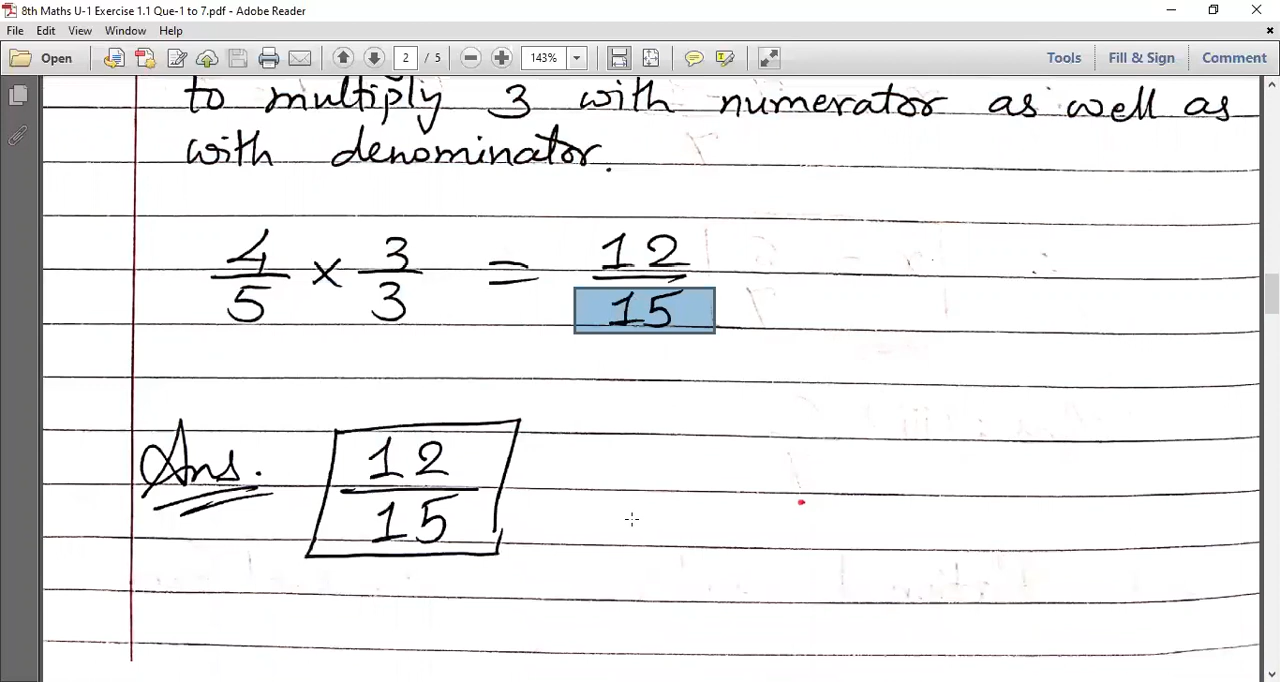 8th Maths U-1 Exercise 1.1 Que-1 to 7.pdf - Adobe Reader
File Edit View Window Help
Open 2 / 5 143% Tools Fill & Sign Comment
to multiply 3 with numerator as well as
with denominator.
4/5 × 3/3 = 12/15
Ans. 12/15